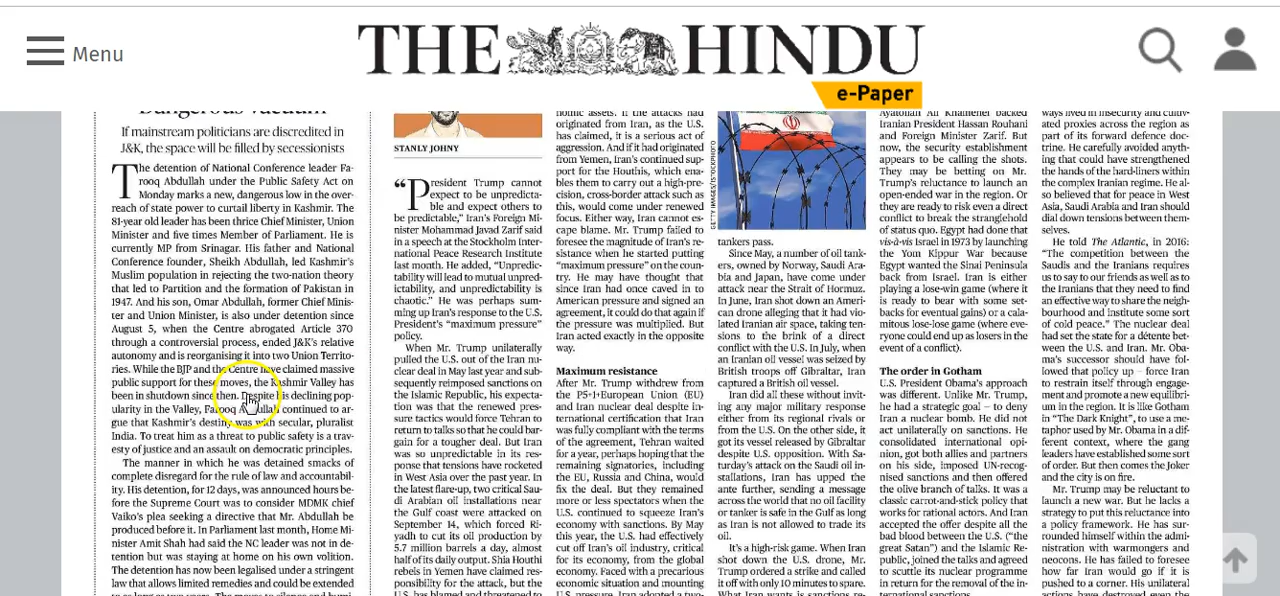 Menu
THE HINDU
e-Paper
Dangerous vacuum
If mainstream politicians are discredited in
J&K, the space will be filled by secessionists
The detention of National Conference leader Fa-
rooq Abdullah under the Public Safety Act on
Monday marks a new, dangerous low in the over-
reach of state power to curtail liberty in Kashmir. The
81-year old leader has been thrice Chief Minister, Union
Minister and five times Member of Parliament. He is
currently MP from Srinagar. His father and National
Conference founder, Sheikh Abdullah, led Kashmir's
Muslim population in rejecting the two-nation theory
that led to Partition and the formation of Pakistan in
1947. And his son, Omar Abdullah, former Chief Minis-
ter and Union Minister, is also under detention since
August 5, when the Centre abrogated Article 370
through a controversial process, ended J&K's relative
autonomy and is reorganising it into two Union Territo-
ries. While the BJP and the Centre have claimed massive
public support for these moves, the Kashmir Valley has
been in shutdown since then. Despite his declining pop-
ularity in the Valley, Farooq Abdullah continued to ar-
gue that Kashmir's destiny was with secular, pluralist
India. To treat him as a threat to public safety is a trav-
esty of justice and an assault on democratic principles.
The manner in which he was detained smacks of
complete disregard for the rule of law and accountabil-
ity. His detention, for 12 days, was announced hours be-
fore the Supreme Court was to consider MDMK chief
Vaiko's plea seeking a directive that Mr. Abdullah be
produced before it. In Parliament last month, Home Mi-
nister Amit Shah had said the NC leader was not in de-
tention but was staying at home on his own volition.
The detention has now been legalised under a stringent
law that allows limited remedies and could be extended
STANLY JOHNY
“President Trump cannot
expect to be unpredicta-
ble and expect others to
be predictable,” Iran's Foreign Mi-
nister Mohammad Javad Zarif said
in a speech at the Stockholm Inter-
national Peace Research Institute
last month. He added, “Unpredic-
tability will lead to mutual unpred-
ictability, and unpredictability is
chaotic.” He was perhaps sum-
ming up Iran's response to the U.S.
President's “maximum pressure”
policy.
When Mr. Trump unilaterally
pulled the U.S. out of the Iran nu-
clear deal in May last year and sub-
sequently reimposed sanctions on
the Islamic Republic, his expecta-
tion was that the renewed pres-
sure tactics would force Tehran to
return to talks so that he could bar-
gain for a tougher deal. But Iran
was so unpredictable in its res-
ponse that tensions have rocketed
in West Asia over the past year. In
the latest flare-up, two critical Sau-
di Arabian oil installations near
the Gulf coast were attacked on
September 14, which forced Ri-
yadh to cut its oil production by
5.7 million barrels a day, almost
half of its daily output. Shia Houthi
rebels in Yemen have claimed res-
ponsibility for the attack, but the
U.S. has blamed and threatened to
nomic assets. If the attacks had
originated from Iran, as the U.S.
has claimed, it is a serious act of
aggression. And if it had originated
from Yemen, Iran's continued sup-
port for the Houthis, which ena-
bles them to carry out a high-pre-
cision, cross-border attack such as
this, would come under renewed
focus. Either way, Iran cannot es-
cape blame. Mr. Trump failed to
foresee the magnitude of Iran's re-
sistance when he started putting
“maximum pressure” on the coun-
try. He may have thought that
since Iran had once caved in to
American pressure and signed an
agreement, it could do that again if
the pressure was multiplied. But
Iran acted exactly in the opposite
way.
Maximum resistance
After Mr. Trump withdrew from
the P5+1+European Union (EU)
and Iran nuclear deal despite in-
ternational certification that Iran
was fully compliant with the terms
of the agreement, Tehran waited
for a year, perhaps hoping that the
remaining signatories, including
the EU, Russia and China, would
fix the deal. But they remained
more or less spectators when the
U.S. continued to squeeze Iran's
economy with sanctions. By May
this year, the U.S. had effectively
cut off Iran's oil industry, critical
for its economy, from the global
economy. Faced with a precarious
economic situation and mounting
U.S. pressure, Iran adopted a two-
GETTY IMAGES/ISTOCKPHOTO
tankers pass.
Since May, a number of oil tank-
ers, owned by Norway, Saudi Ara-
bia and Japan, have come under
attack near the Strait of Hormuz.
In June, Iran shot down an Ameri-
can drone alleging that it had vio-
lated Iranian air space, taking ten-
sions to the brink of a direct
conflict with the U.S. In July, when
an Iranian oil vessel was seized by
British troops off Gibraltar, Iran
captured a British oil vessel.
Iran did all these without invit-
ing any major military response
either from its regional rivals or
from the U.S. On the other side, it
got its vessel released by Gibraltar
despite U.S. opposition. With Sa-
turday's attack on the Saudi oil in-
stallations, Iran has upped the
ante further, sending a message
across the world that no oil facility
or tanker is safe in the Gulf as long
as Iran is not allowed to trade its
oil.
It's a high-risk game. When Iran
shot down the U.S. drone, Mr.
Trump ordered a strike and called
it off with only 10 minutes to spare.
What Iran wants is sanctions re-
Ayatollah Ali Khamenei backed
Iranian President Hassan Rouhani
and Foreign Minister Zarif. But
now, the security establishment
appears to be calling the shots.
They may be betting on Mr.
Trump's reluctance to launch an
open-ended war in the region. Or
they are ready to risk even a direct
conflict to break the stranglehold
of status quo. Egypt had done that
vis-à-vis Israel in 1973 by launching
the Yom Kippur War because
Egypt wanted the Sinai Peninsula
back from Israel. Iran is either
playing a lose-win game (where it
is ready to bear with some set-
backs for eventual gains) or a cala-
mitous lose-lose game (where eve-
ryone could end up as losers in the
event of a conflict).
The order in Gotham
U.S. President Obama's approach
was different. Unlike Mr. Trump,
he had a strategic goal – to deny
Iran a nuclear bomb. He did not
act unilaterally on sanctions. He
consolidated international opi-
nion, got both allies and partners
on his side, imposed UN-recog-
nised sanctions and then offered
the olive branch of talks. It was a
classic carrot-and-stick policy that
works for rational actors. And Iran
accepted the offer despite all the
bad blood between the U.S. (“the
great Satan”) and the Islamic Re-
public, joined the talks and agreed
to scuttle its nuclear programme
in return for the removal of the in-
ternational sanctions.
ways lived in insecurity and culti-
vated proxies across the region as
part of its forward defence doc-
trine. He carefully avoided any-
thing that could have strengthened
the hands of the hard-liners within
the complex Iranian regime. He al-
so believed that for peace in West
Asia, Saudi Arabia and Iran should
dial down tensions between them-
selves.
He told The Atlantic, in 2016:
“The competition between the
Saudis and the Iranians requires
us to say to our friends as well as to
the Iranians that they need to find
an effective way to share the neigh-
bourhood and institute some sort
of cold peace.” The nuclear deal
had set the state for a détente bet-
ween the U.S. and Iran. Mr. Oba-
ma's successor should have fol-
lowed that policy up – force Iran
to restrain itself through engage-
ment and promote a new equilibri-
um in the region. It is like Gotham
in “The Dark Knight”, to use a me-
taphor used by Mr. Obama in a dif-
ferent context, where the gang
leaders have established some sort
of order. But then comes the Joker
and the city is on fire.
Mr. Trump may be reluctant to
launch a new war. But he lacks a
strategy to put this reluctance into
a policy framework. He has sur-
rounded himself within the admi-
nistration with warmongers and
neocons. He has failed to foresee
how far Iran would go if it is
pushed to a corner. His unilateral